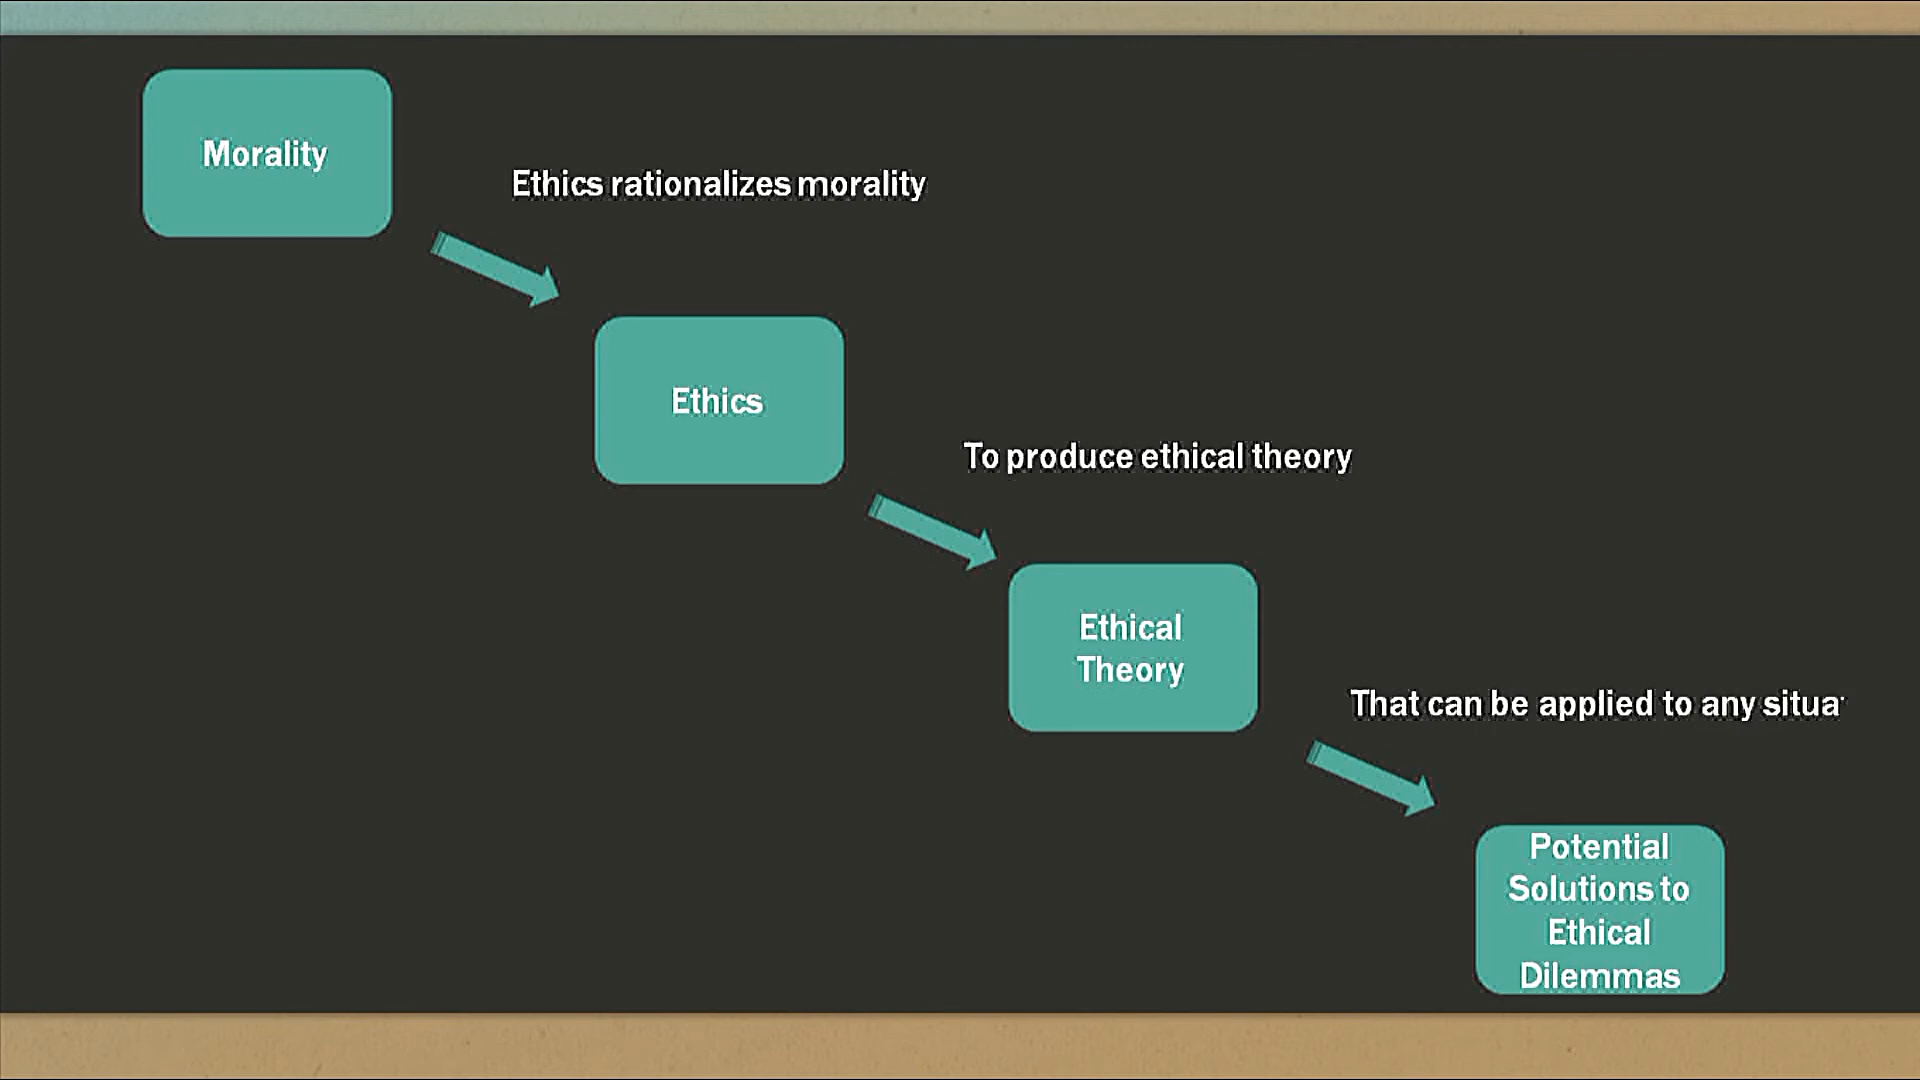 Morality
Ethics rationalizes morality
Ethics
To produce ethical theory
Ethical
Theory
That can be applied to any situa
Potential
Solutions to
Ethical
Dilemmas